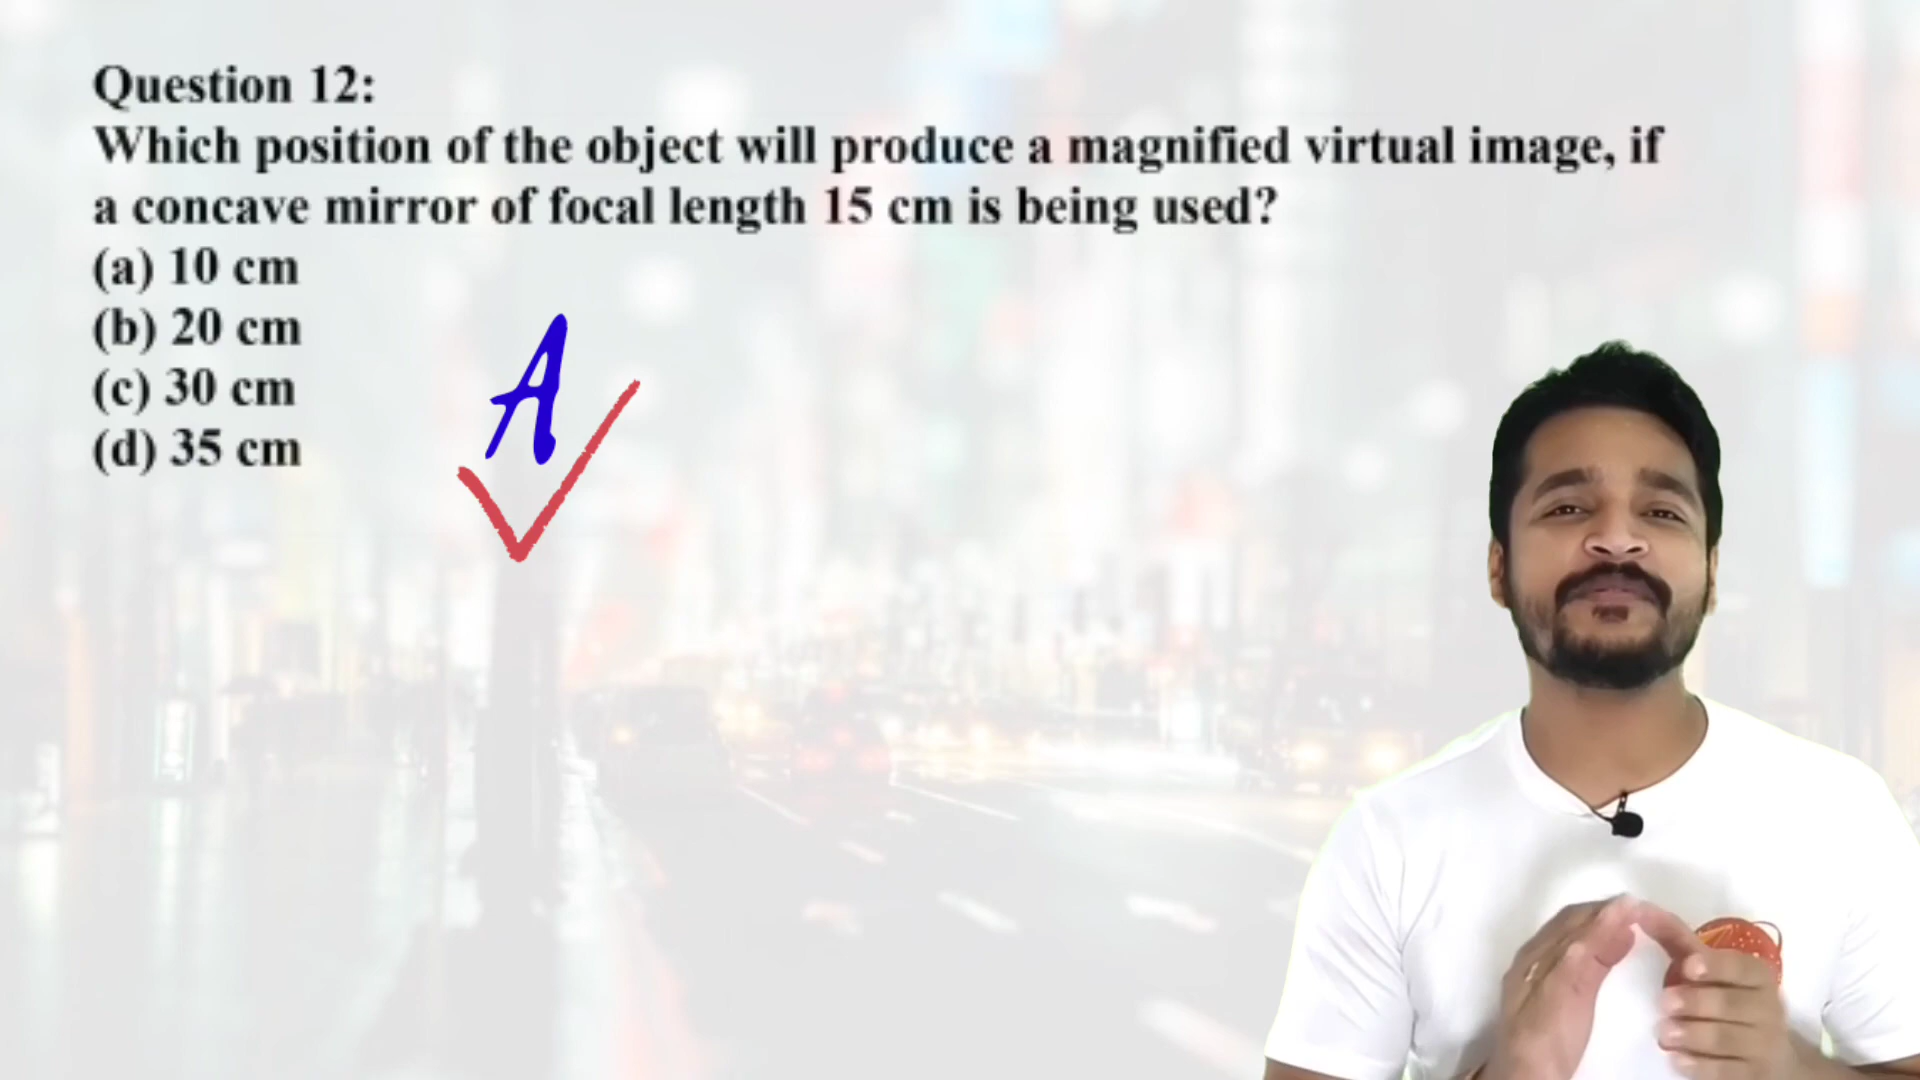 Question 12:
Which position of the object will produce a magnified virtual image, if
a concave mirror of focal length 15 cm is being used?
(a) 10 cm
(b) 20 cm
(c) 30 cm
(d) 35 cm
A